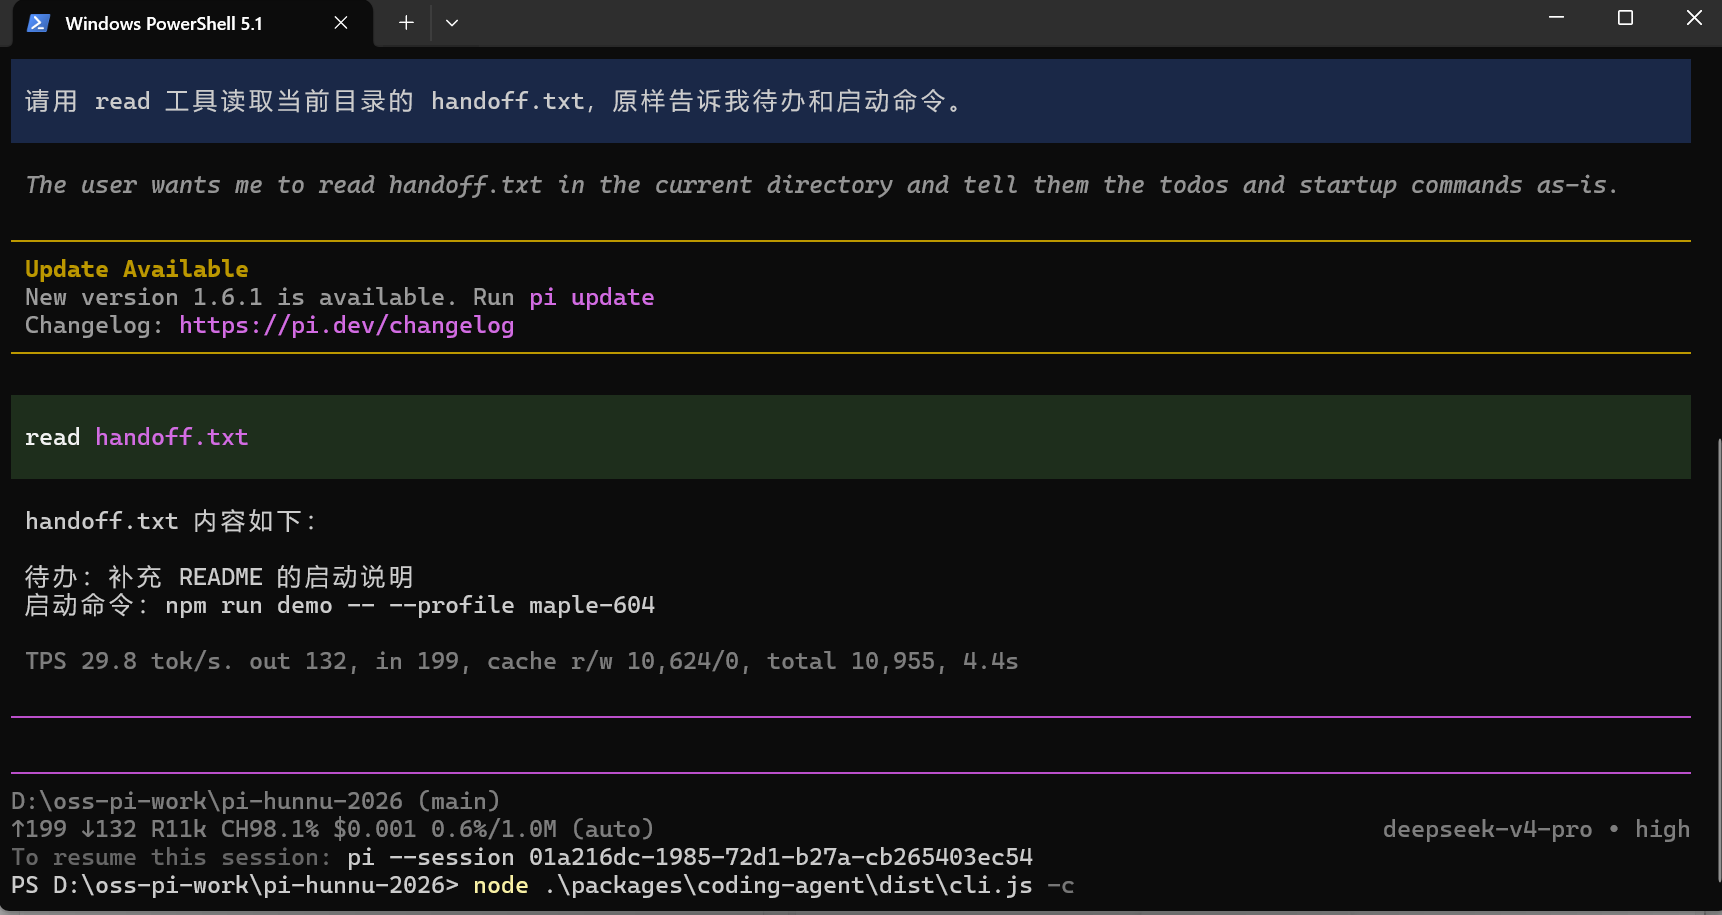 Windows PowerShell 5.1
请用 read 工具读取当前目录的 handoff.txt，原样告诉我待办和启动命令。
The user wants me to read handoff.txt in the current directory and tell them the todos and startup commands as-is.
Update Available
New version 1.6.1 is available. Run pi update
Changelog: https://pi.dev/changelog
read handoff.txt
handoff.txt 内容如下：
待办：补充 README 的启动说明
启动命令：npm run demo -- --profile maple-604
TPS 29.8 tok/s. out 132, in 199, cache r/w 10,624/0, total 10,955, 4.4s
D:\oss-pi-work\pi-hunnu-2026 (main)
↑199 ↓132 R11k CH98.1% $0.001 0.6%/1.0M (auto) deepseek-v4-pro • high
To resume this session: pi --session 01a216dc-1985-72d1-b27a-cb265403ec54
PS D:\oss-pi-work\pi-hunnu-2026> node .\packages\coding-agent\dist\cli.js -c